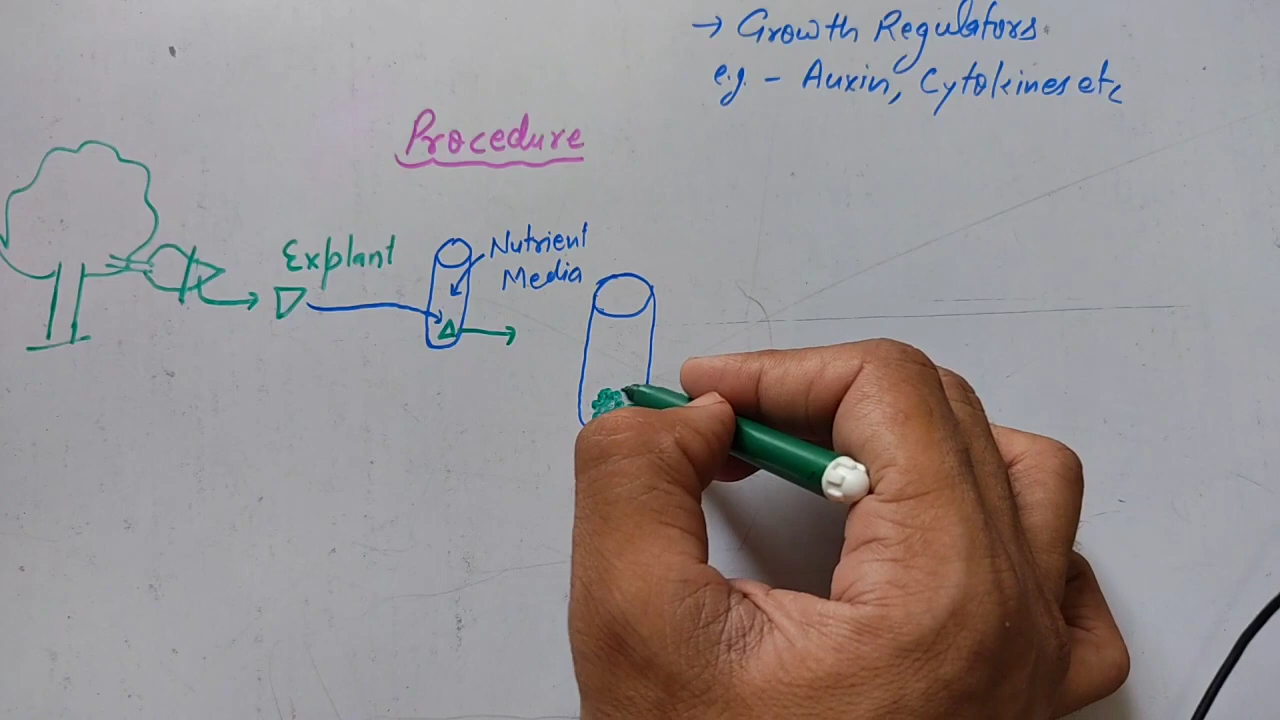 → Growth Regulators
e.g. - Auxin, Cytokines etc
Procedure
Explant
Nutrient
Media